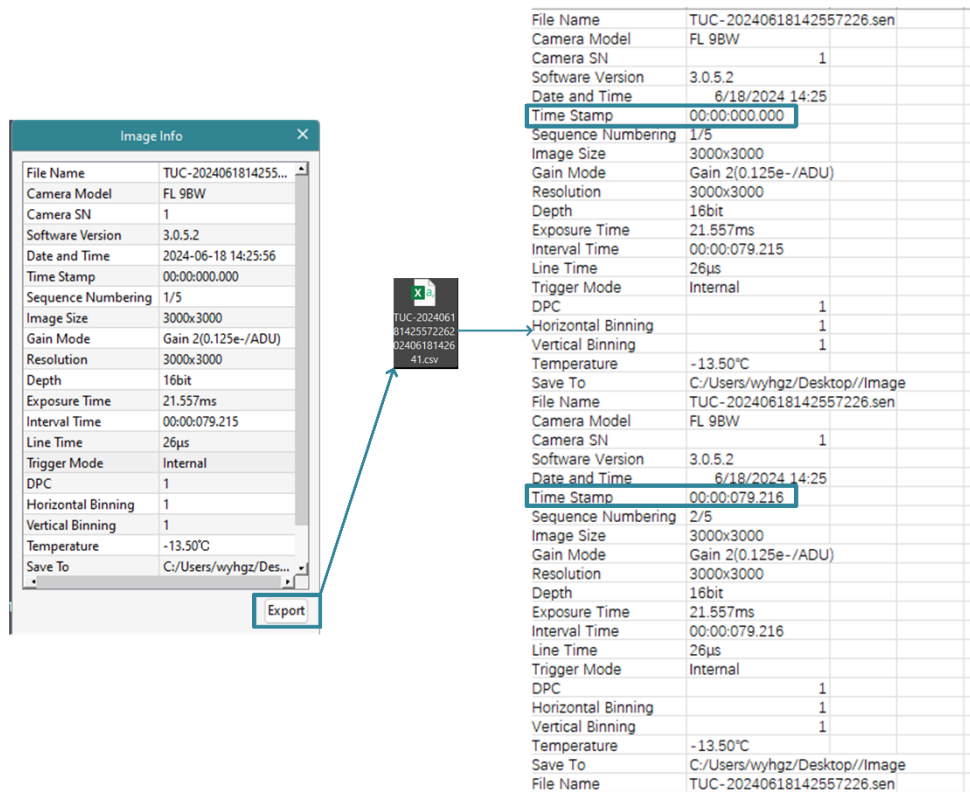 Image Info
File Name TUC-2024061814255...
Camera Model FL 9BW
Camera SN 1
Software Version 3.0.5.2
Date and Time 2024-06-18 14:25:56
Time Stamp 00:00:000.000
Sequence Numbering 1/5
Image Size 3000x3000
Gain Mode Gain 2(0.125e-/ADU)
Resolution 3000x3000
Depth 16bit
Exposure Time 21.557ms
Interval Time 00:00:079.215
Line Time 26μs
Trigger Mode Internal
DPC 1
Horizontal Binning 1
Vertical Binning 1
Temperature -13.50℃
Save To C:/Users/wyhgz/Des...
Export
TUC-2024061
81425572262
02406181426
41.csv
File Name TUC-20240618142557226.sen
Camera Model FL 9BW
Camera SN 1
Software Version 3.0.5.2
Date and Time 6/18/2024 14:25
Time Stamp 00:00:000.000
Sequence Numbering 1/5
Image Size 3000x3000
Gain Mode Gain 2(0.125e-/ADU)
Resolution 3000x3000
Depth 16bit
Exposure Time 21.557ms
Interval Time 00:00:079.215
Line Time 26μs
Trigger Mode Internal
DPC 1
Horizontal Binning 1
Vertical Binning 1
Temperature -13.50℃
Save To C:/Users/wyhgz/Desktop//Image
File Name TUC-20240618142557226.sen
Camera Model FL 9BW
Camera SN 1
Software Version 3.0.5.2
Date and Time 6/18/2024 14:25
Time Stamp 00:00:079.216
Sequence Numbering 2/5
Image Size 3000x3000
Gain Mode Gain 2(0.125e-/ADU)
Resolution 3000x3000
Depth 16bit
Exposure Time 21.557ms
Interval Time 00:00:079.216
Line Time 26μs
Trigger Mode Internal
DPC 1
Horizontal Binning 1
Vertical Binning 1
Temperature -13.50℃
Save To C:/Users/wyhgz/Desktop//Image
File Name TUC-20240618142557226.sen